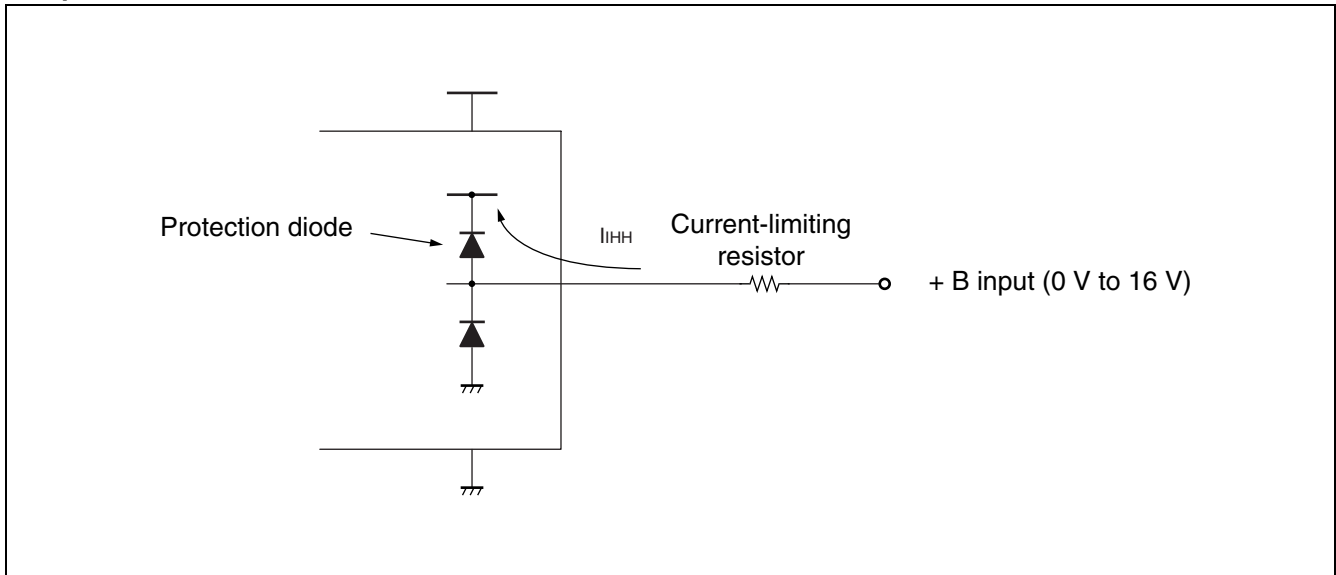 Protection diode
IIHH
Current-limiting
resistor
+ B input (0 V to 16 V)